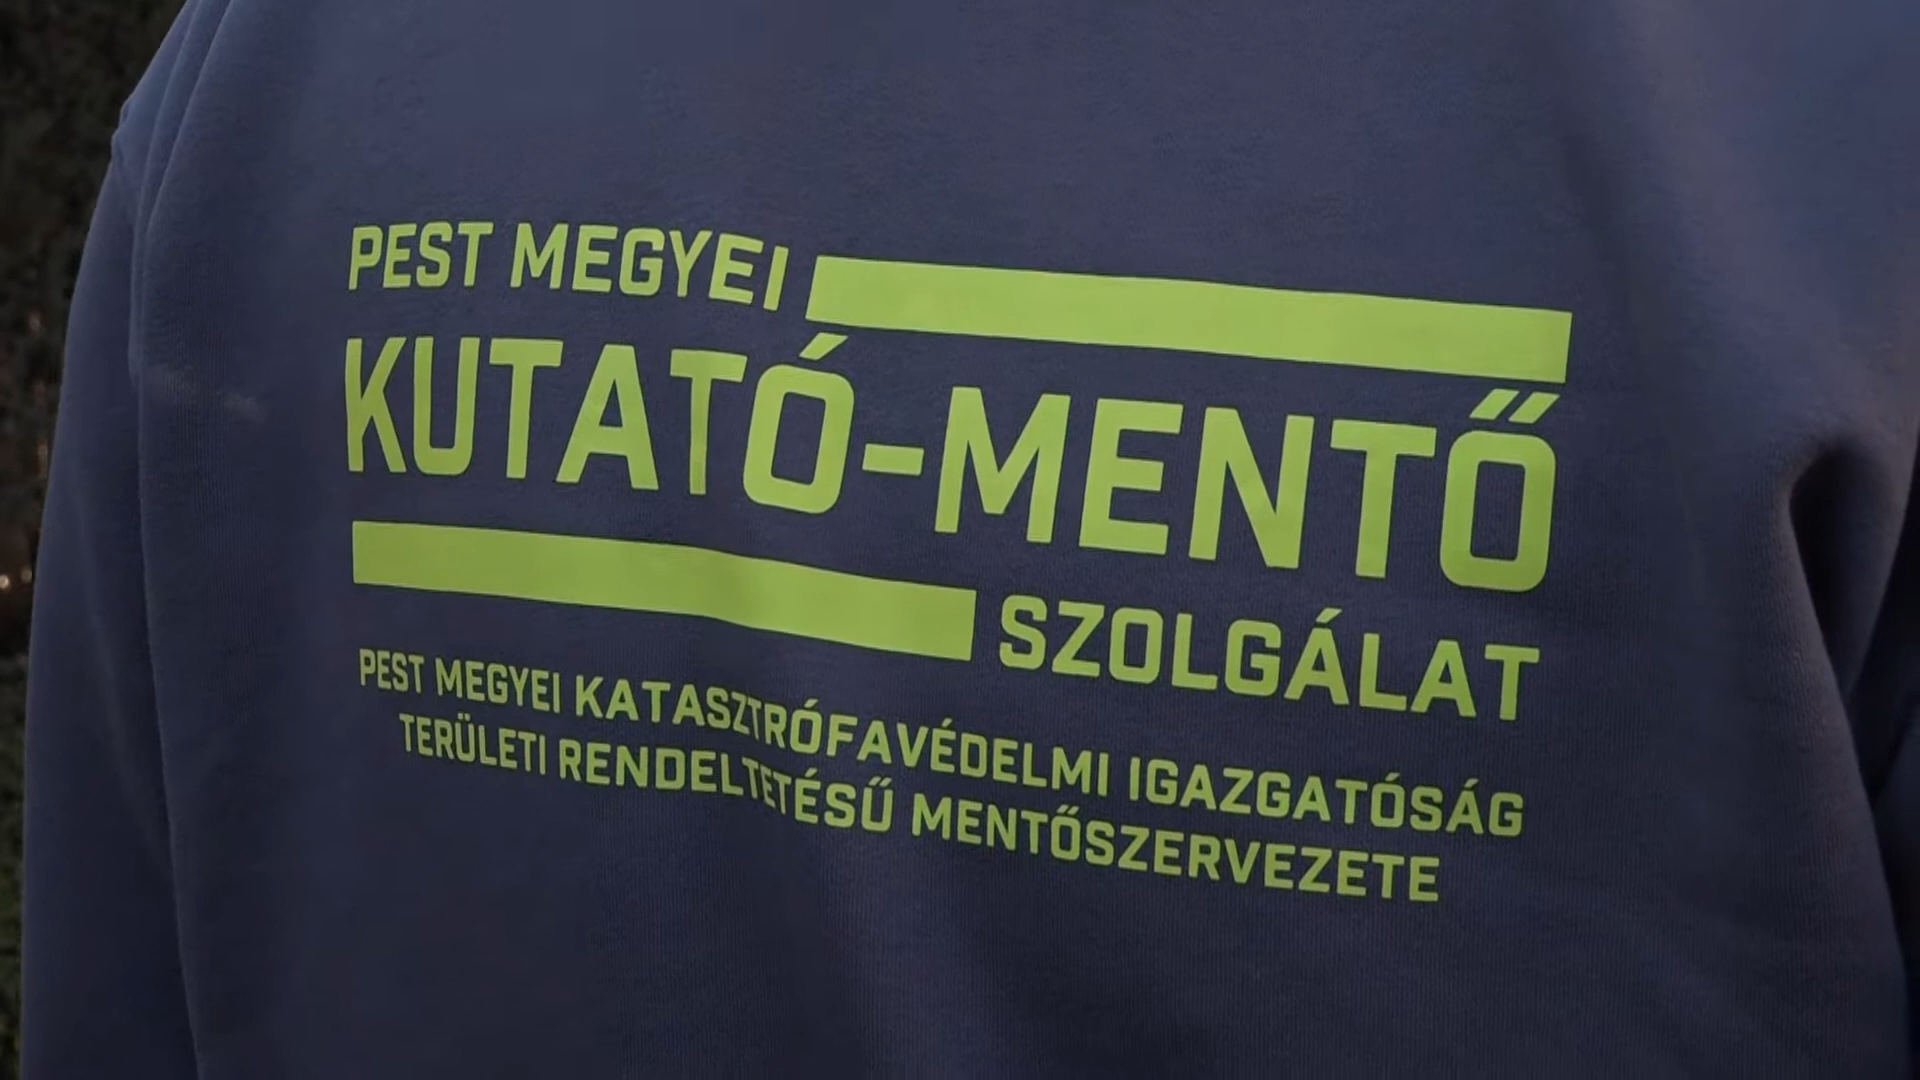 PEST MEGYEI
KUTATÓ-MENTŐ
SZOLGÁLAT
PEST MEGYEI KATASZTRÓFAVÉDELMI IGAZGATÓSÁG
TERÜLETI RENDELTETÉSŰ MENTŐSZERVEZETE